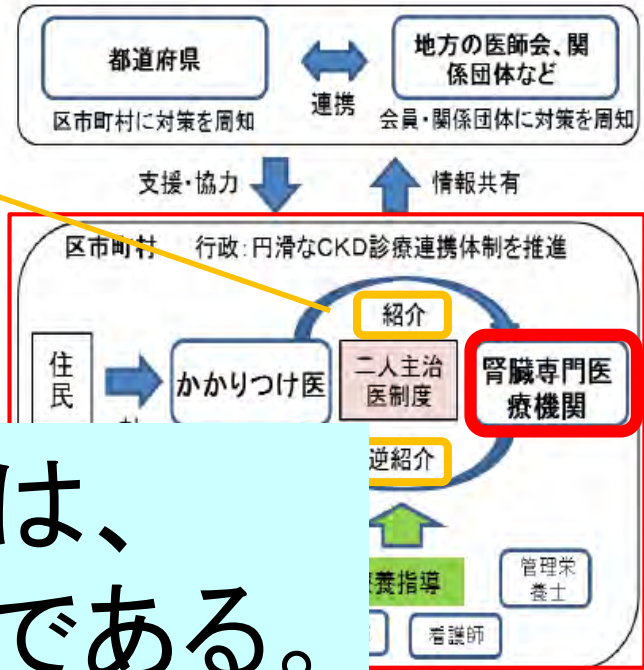 都道府県
地方の医師会、関
係団体など
連携
区市町村に対策を周知
会員・関係団体に対策を周知
支援・協力
情報共有
区市町村 行政:円滑なCKD診療連携体制を推進
紹介
住
民
かかりつけ医
二人主治
医制度
腎臓専門医
療機関
逆紹介
は、
である。
養指導
管理栄
養士
看護師